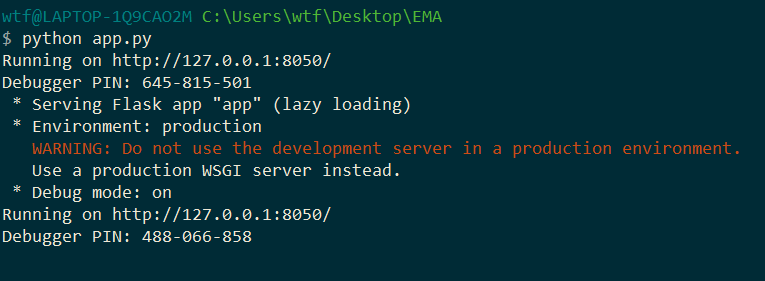 wtf@LAPTOP-1Q9CAO2M C:\Users\wtf\Desktop\EMA
$ python app.py
Running on http://127.0.0.1:8050/
Debugger PIN: 645-815-501
 * Serving Flask app "app" (lazy loading)
 * Environment: production
   WARNING: Do not use the development server in a production environment.
   Use a production WSGI server instead.
 * Debug mode: on
Running on http://127.0.0.1:8050/
Debugger PIN: 488-066-858